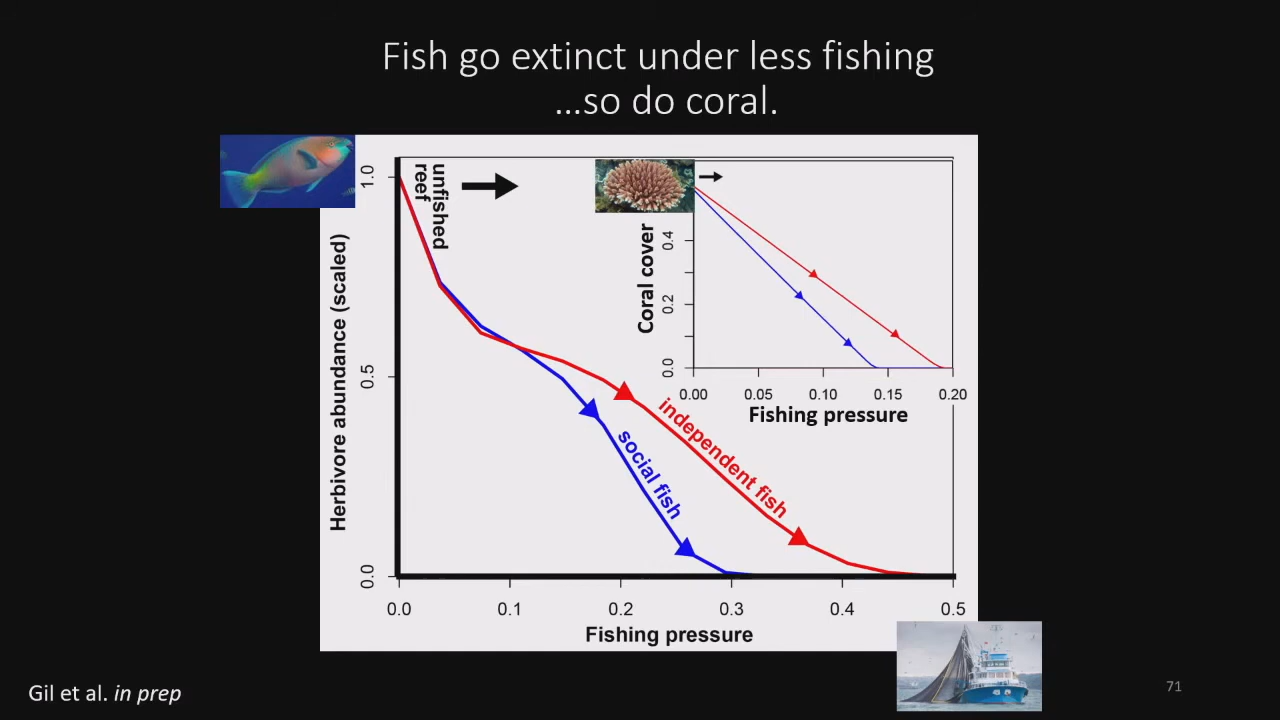 Fish go extinct under less fishing
...so do coral.
unfished
reef
Herbivore abundance (scaled)
1.0
0.5
0.0
social fish
independent fish
0.0 0.1 0.2 0.3 0.4 0.5
Fishing pressure
Coral cover
0.4
0.2
0.0
0.00 0.05 0.10 0.15 0.20
Fishing pressure
Gil et al. in prep
71